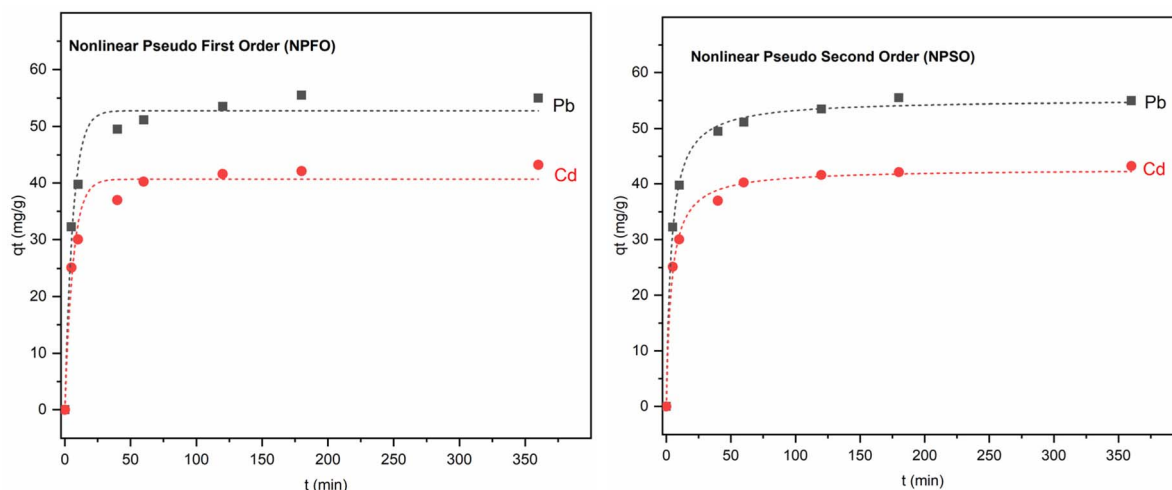 Nonlinear Pseudo First Order (NPFO)
60
50
40
30
20
10
0
qt (mg/g)
Pb
Cd
0 50 100 150 200 250 300 350
t (min)
Nonlinear Pseudo Second Order (NPSO)
60
50
40
30
20
10
0
qt (mg/g)
Pb
Cd
0 50 100 150 200 250 300 350
t (min)